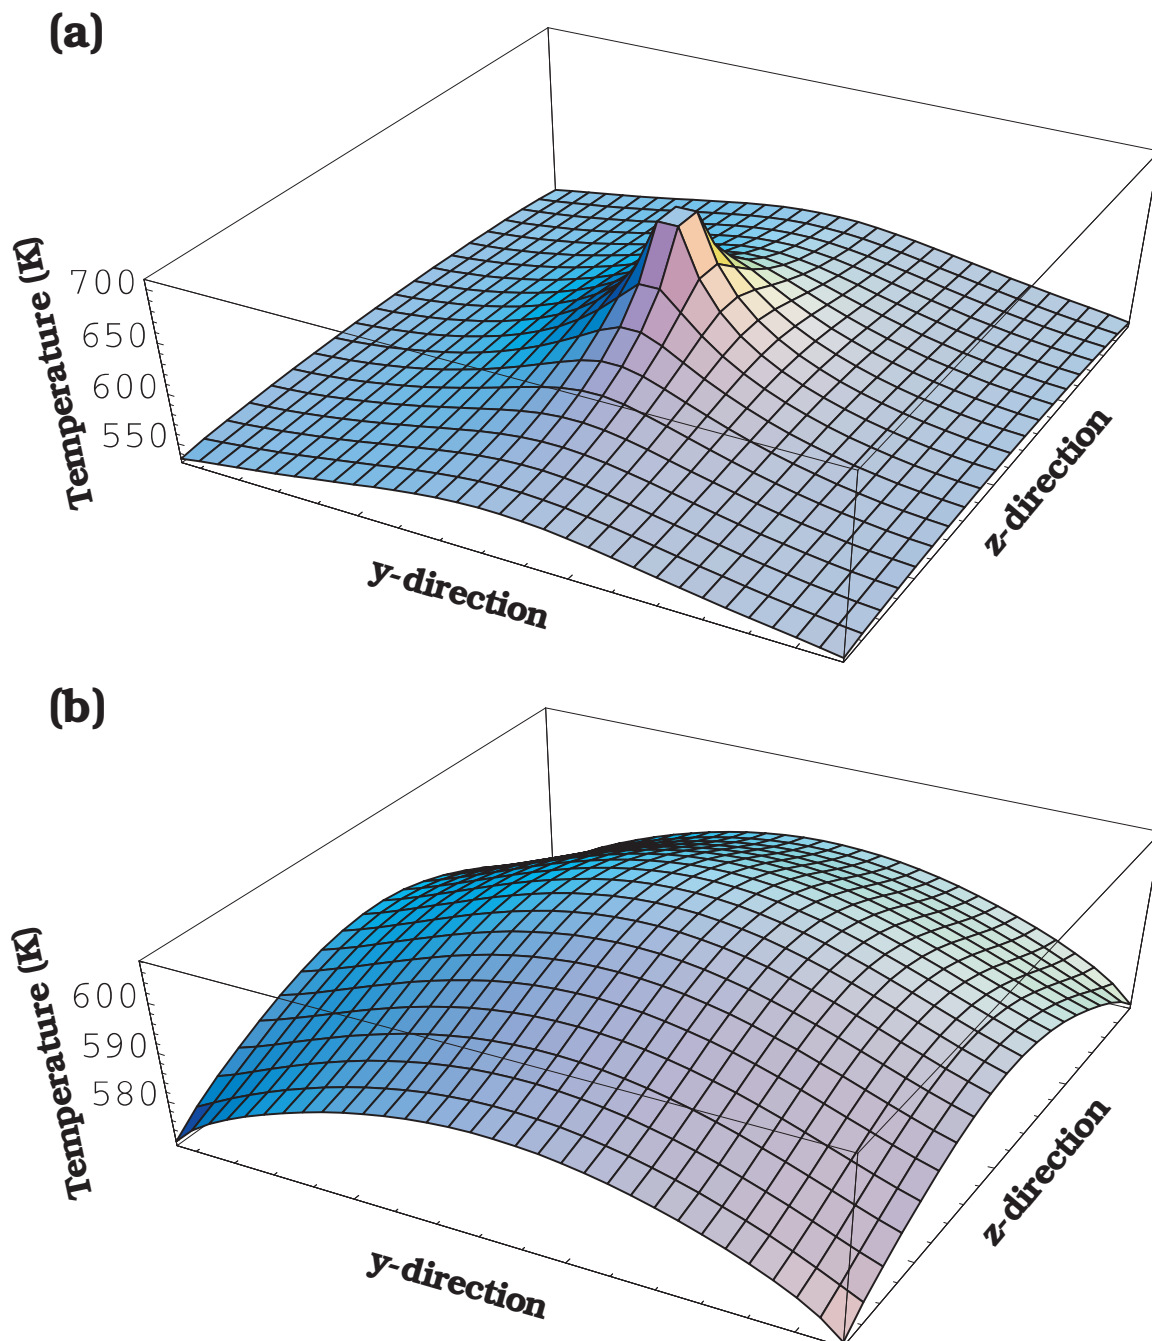 (a)
Temperature (K)
700
650
600
550
y-direction
z-direction
(b)
Temperature (K)
600
590
580
y-direction
z-direction